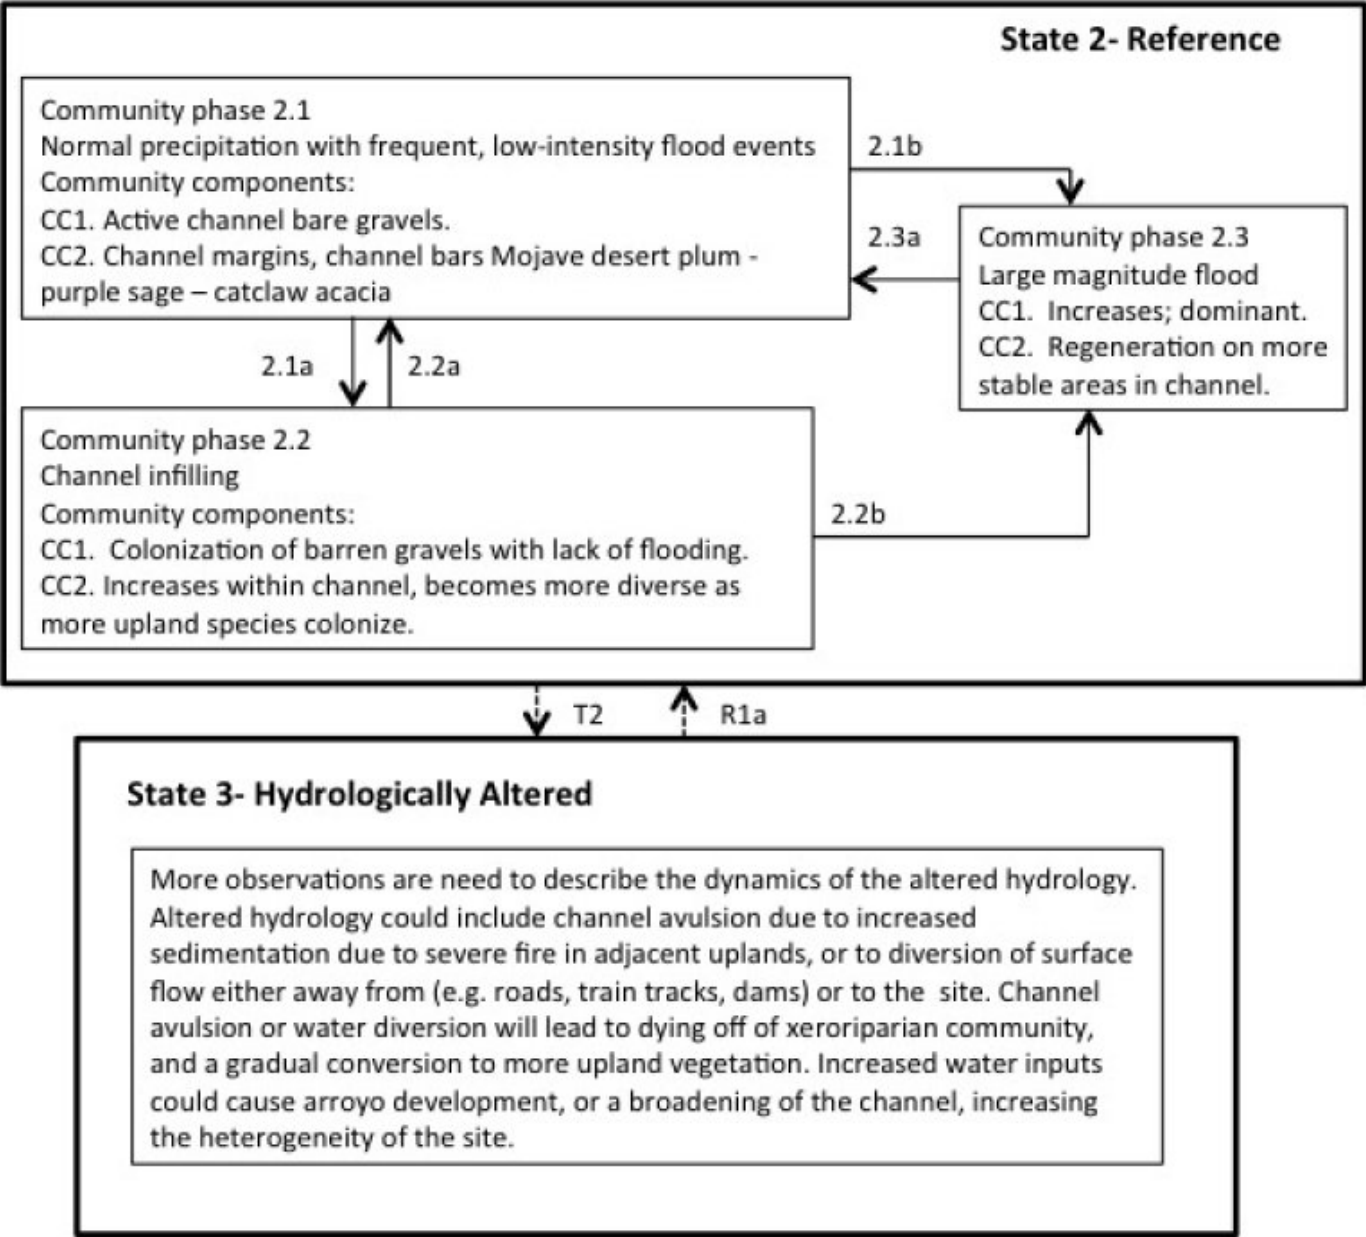 State 2- Reference
Community phase 2.1
Normal precipitation with frequent, low-intensity flood events
Community components:
CC1. Active channel bare gravels.
CC2. Channel margins, channel bars Mojave desert plum -
purple sage – catclaw acacia
2.1b
2.3a
Community phase 2.3
Large magnitude flood
CC1.  Increases; dominant.
CC2.  Regeneration on more
stable areas in channel.
2.1a
2.2a
Community phase 2.2
Channel infilling
Community components:
CC1.  Colonization of barren gravels with lack of flooding.
CC2. Increases within channel, becomes more diverse as
more upland species colonize.
2.2b
T2
R1a
State 3- Hydrologically Altered
More observations are need to describe the dynamics of the altered hydrology.
Altered hydrology could include channel avulsion due to increased
sedimentation due to severe fire in adjacent uplands, or to diversion of surface
flow either away from (e.g. roads, train tracks, dams) or to the  site. Channel
avulsion or water diversion will lead to dying off of xeroriparian community,
and a gradual conversion to more upland vegetation. Increased water inputs
could cause arroyo development, or a broadening of the channel, increasing
the heterogeneity of the site.